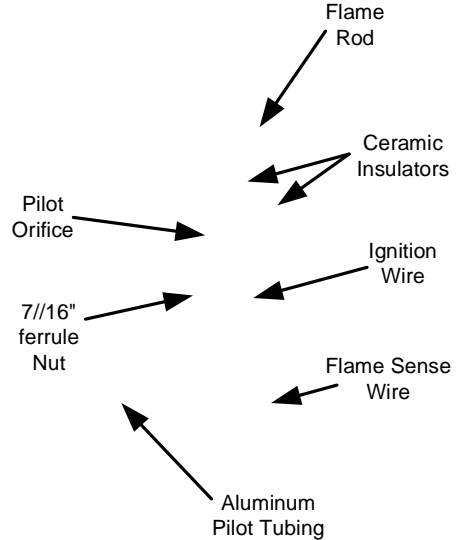 Flame
Rod
Ceramic
Insulators
Pilot
Orifice
Ignition
Wire
7//16"
ferrule
Nut
Flame Sense
Wire
Aluminum
Pilot Tubing